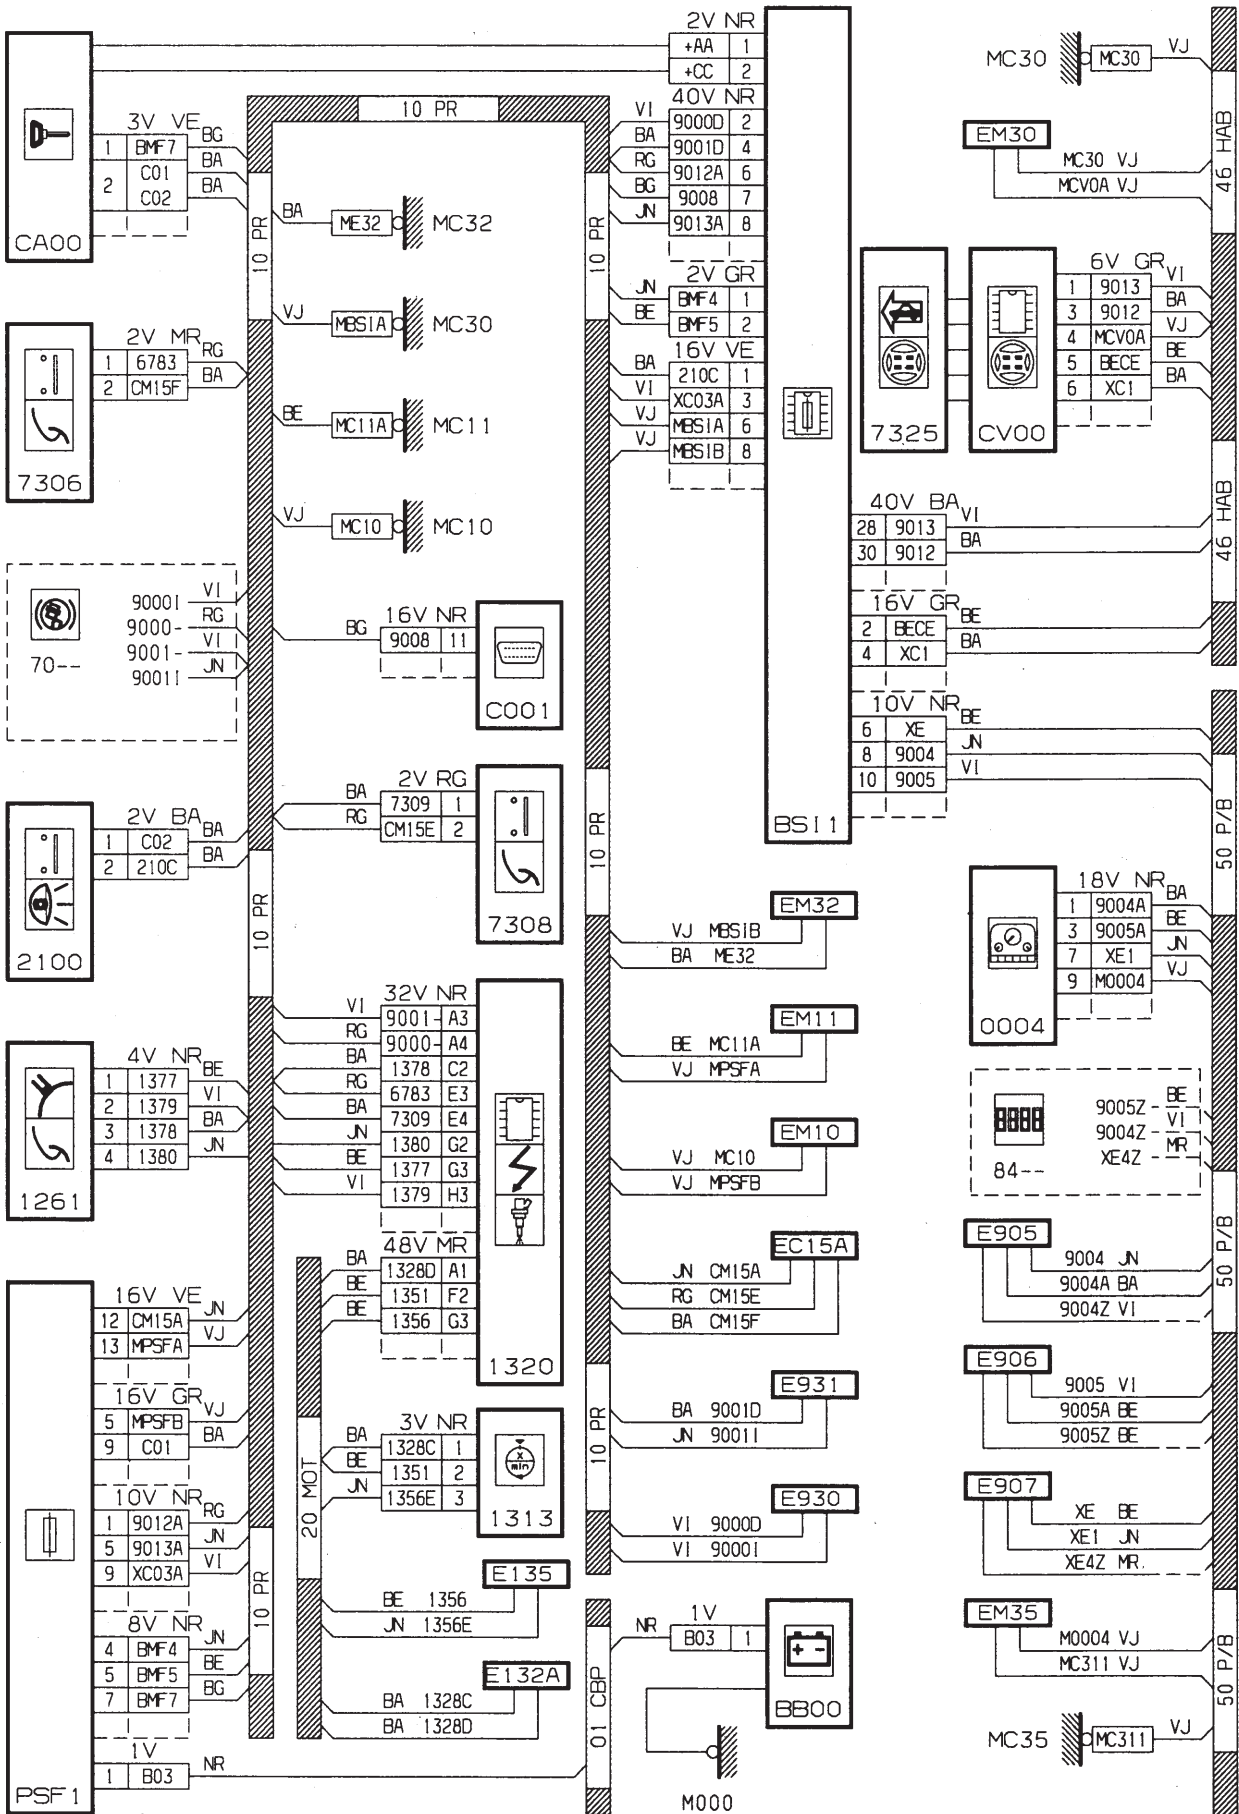 CA00
3V VE
1 BMF7 BG
2 C01 BA
C02 BA
7306
2V MR
1 6783 RG
2 CM15F BA
70--
9000I VI
9000- RG
9001- VI
9001I JN
2100
2V BA
1 C02 BA
2 210C BA
1261
4V NR
1 1377 BE
2 1379 VI
3 1378 BA
4 1380 JN
PSF1
16V VE
12 CM15A JN
13 MPSFA VJ
16V GR
5 MPSFB VJ
9 C01 BA
10V NR
1 9012A RG
5 9013A JN
9 XC03A VI
8V NR
4 BMF4 JN
5 BMF5 BE
7 BMF7 BG
1V
1 B03 NR
10 PR
10 PR
10 PR
10 PR
BA ME32 MC32
VJ MBSIA MC30
BE MC11A MC11
VJ MC10 MC10
16V NR
BG 9008 11
C001
2V RG
BA 7309 1
RG CM15E 2
7308
32V NR
VI 9001- A3
RG 9000- A4
BA 1378 C2
RG 6783 E3
BA 7309 E4
JN 1380 G2
BE 1377 G3
VI 1379 H3
48V MR
BA 1328D A1
BE 1351 F2
BE 1356 G3
1320
20 MOT
3V NR
BA 1328C 1
BE 1351 2
JN 1356E 3
x
min
1313
E135
BE 1356
JN 1356E
E132A
BA 1328C
BA 1328D
10 PR
10 PR
10 PR
2V NR
+AA 1
+CC 2
40V NR
VI 9000D 2
BA 9001D 4
RG 9012A 6
BG 9008 7
JN 9013A 8
2V GR
JN BMF4 1
BE BMF5 2
16V VE
BA 210C 1
VI XC03A 3
VJ MBSIA 6
VJ MBSIB 8
BSI1
40V BA
28 9013 VI
30 9012 BA
16V GR
2 BECE BE
4 XC1 BA
10V NR
6 XE BE
8 9004 JN
10 9005 VI
EM32
VJ MBSIB
BA ME32
EM11
BE MC11A
VJ MPSFA
EM10
VJ MC10
VJ MPSFB
EC15A
JN CM15A
RG CM15E
BA CM15F
E931
BA 9001D
JN 9001I
E930
VI 9000D
VI 9000I
01 CBP
1V
NR B03 1
+ -
BB00
M000
MC30 MC30 VJ
EM30
MC30 VJ
MCV0A VJ
46 HAB
7325
CV00
6V GR
1 9013 VI
3 9012 BA
4 MCV0A VJ
5 BECE BE
6 XC1 BA
46 HAB
50 P/B
0004
18V NR
1 9004A BA
3 9005A BE
7 XE1 JN
9 M0004 VJ
8888
84--
9005Z BE
9004Z VI
XE4Z MR
50 P/B
E905
9004 JN
9004A BA
9004Z VI
E906
9005 VI
9005A BE
9005Z BE
E907
XE BE
XE1 JN
XE4Z MR.
EM35
M0004 VJ
MC311 VJ
50 P/B
MC35 MC311 VJ